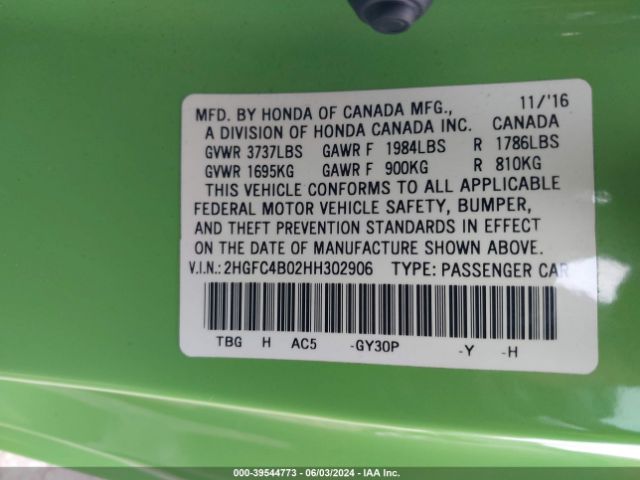 MFD. BY HONDA OF CANADA MFG., 11/'16
A DIVISION OF HONDA CANADA INC. CANADA
GVWR 3737LBS GAWR F 1984LBS R 1786LBS
GVWR 1695KG GAWR F 900KG R 810KG
THIS VEHICLE CONFORMS TO ALL APPLICABLE
FEDERAL MOTOR VEHICLE SAFETY, BUMPER,
AND THEFT PREVENTION STANDARDS IN EFFECT
ON THE DATE OF MANUFACTURE SHOWN ABOVE.
V.I.N.: 2HGFC4B02HH302906 TYPE: PASSENGER CAR
TBG H AC5 -GY30P -Y -H
000-39544773 - 06/03/2024 - IAA Inc.